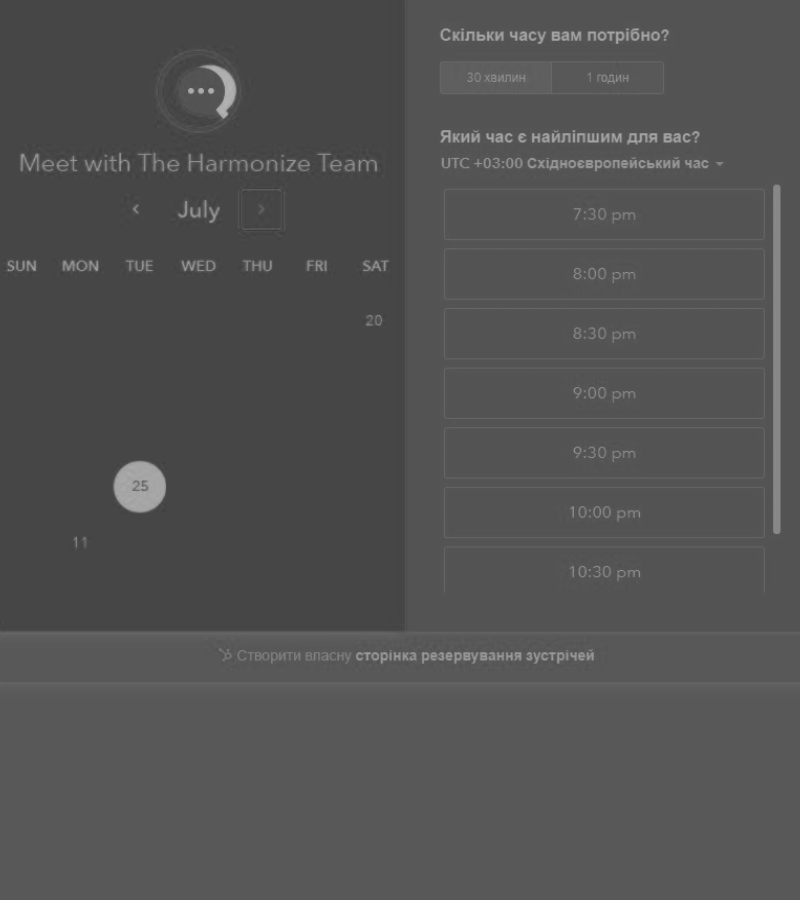 Meet with The Harmonize Team
July
SUN MON TUE WED THU FRI SAT
20
25
11
Скільки часу вам потрібно?
30 хвилин 1 годин
Який час є найліпшим для вас?
UTC +03:00 Східноєвропейський час
7:30 pm
8:00 pm
8:30 pm
9:00 pm
9:30 pm
10:00 pm
10:30 pm
Створити власну сторінка резервування зустрічей